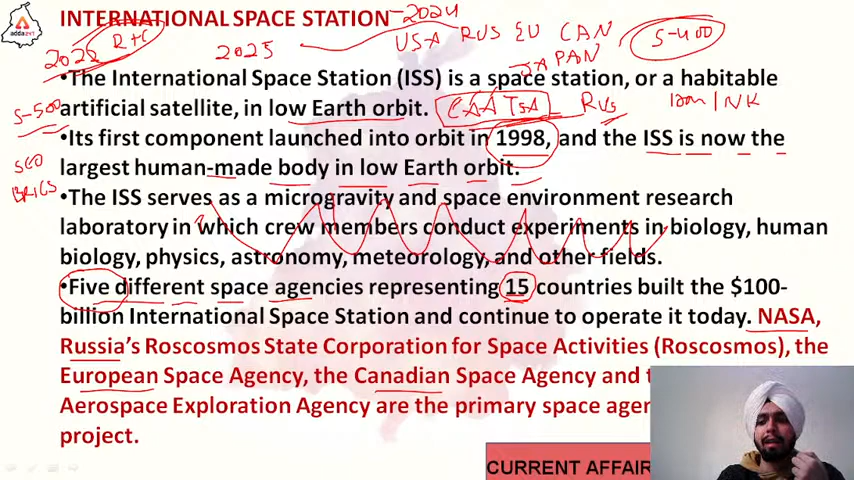 INTERNATIONAL SPACE STATION -2024
adda247
2022 R+C
2025
USA RUS EU CAN
JAPAN
S-400
•The International Space Station (ISS) is a space station, or a habitable
S-500
artificial satellite, in low Earth orbit. CAATSA RUS Iran/NK
•Its first component launched into orbit in 1998, and the ISS is now the
SCO
largest human-made body in low Earth orbit.
BRICS
•The ISS serves as a microgravity and space environment research
laboratory in which crew members conduct experiments in biology, human
biology, physics, astronomy, meteorology, and other fields.
•Five different space agencies representing 15 countries built the $100-
billion International Space Station and continue to operate it today. NASA,
Russia's Roscosmos State Corporation for Space Activities (Roscosmos), the
European Space Agency, the Canadian Space Agency and
Aerospace Exploration Agency are the primary space
project.
CURRENT AFFAIR